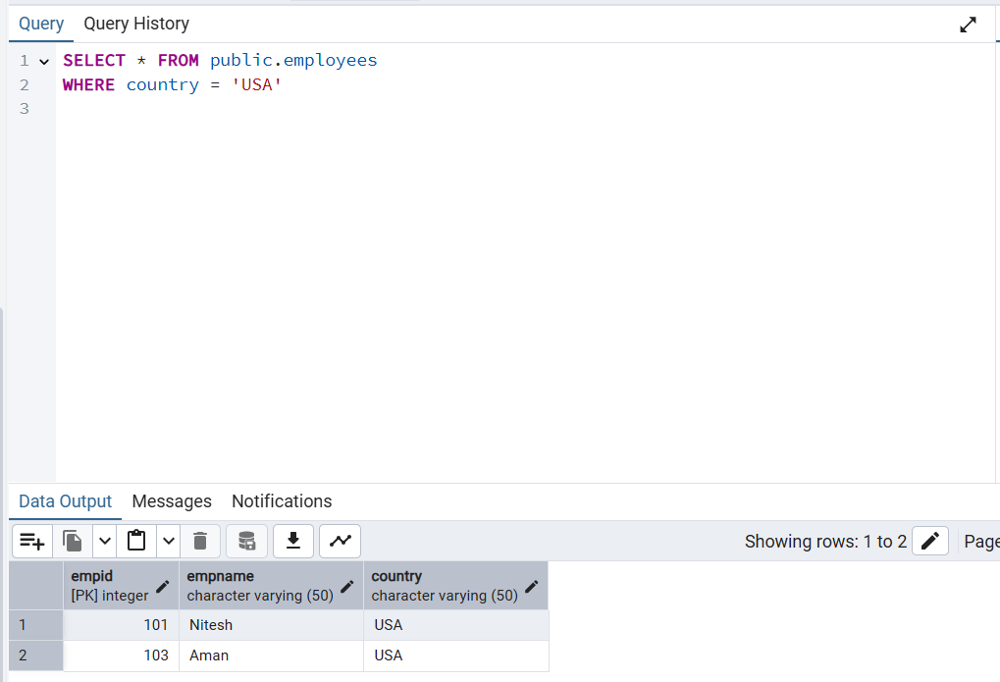 Query Query History
1 SELECT * FROM public.employees
2 WHERE country = 'USA'
3
Data Output Messages Notifications
Showing rows: 1 to 2 Page
empid empname country
[PK] integer character varying (50) character varying (50)
1 101 Nitesh USA
2 103 Aman USA